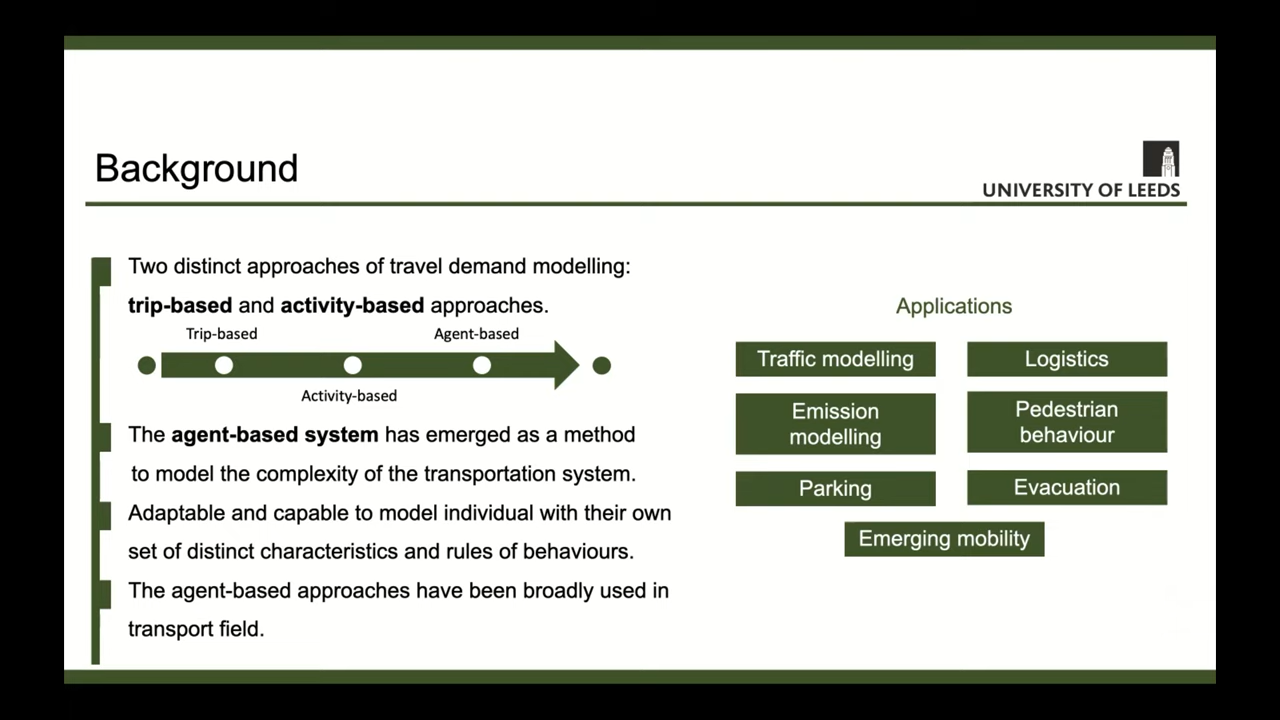 Background
UNIVERSITY OF LEEDS
Two distinct approaches of travel demand modelling:
trip-based and activity-based approaches.
Trip-based
Agent-based
Activity-based
The agent-based system has emerged as a method
to model the complexity of the transportation system.
Adaptable and capable to model individual with their own
set of distinct characteristics and rules of behaviours.
The agent-based approaches have been broadly used in
transport field.
Applications
Traffic modelling
Logistics
Emission
modelling
Pedestrian
behaviour
Parking
Evacuation
Emerging mobility